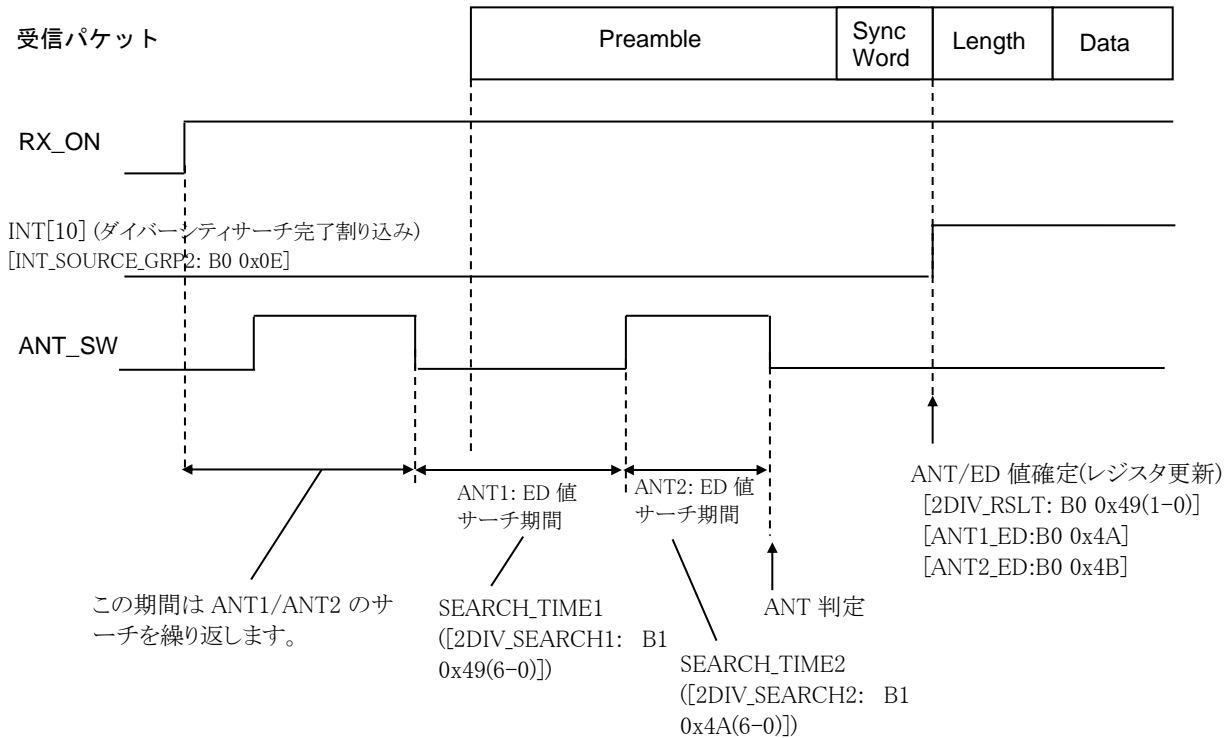 受信パケット
Preamble
Sync
Word
Length
Data
RX_ON
INT[10] (ダイバーシティサーチ完了割り込み)
[INT_SOURCE_GRP2: B0 0x0E]
ANT_SW
ANT1: ED 値
サーチ期間
ANT2: ED 値
サーチ期間
ANT/ED 値確定(レジスタ更新)
[2DIV_RSLT: B0 0x49(1-0)]
[ANT1_ED:B0 0x4A]
[ANT2_ED:B0 0x4B]
この期間は ANT1/ANT2 のサ
ーチを繰り返します。
SEARCH_TIME1
([2DIV_SEARCH1: B1
0x49(6-0)])
ANT 判定
SEARCH_TIME2
([2DIV_SEARCH2: B1
0x4A(6-0)])